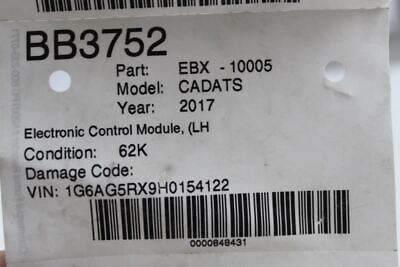 BB3752
Part: EBX - 10005
Model: CADATS
Year: 2017
Electronic Control Module, (LH
Condition: 62K
Damage Code:
VIN: 1G6AG5RX9H0154122
0000848431